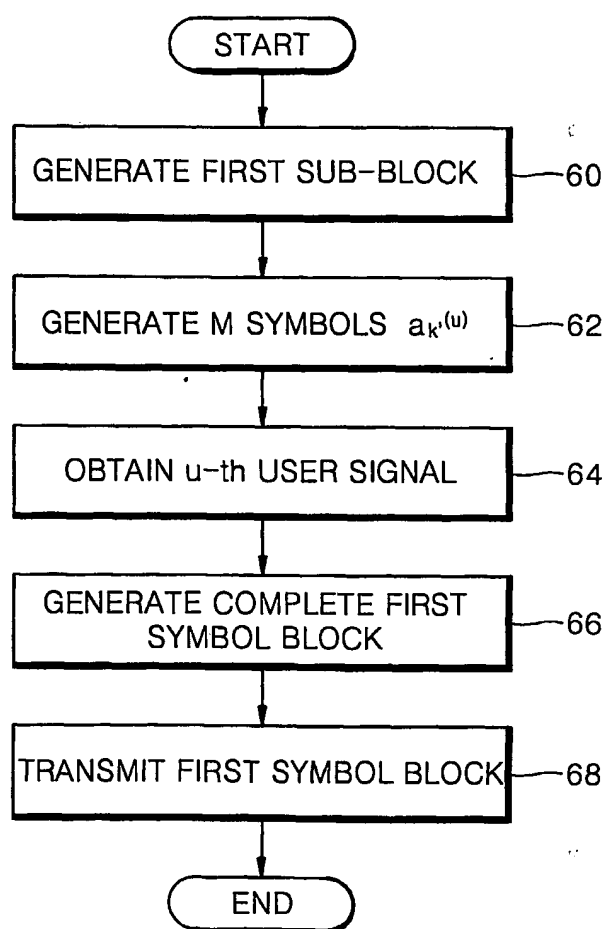 START
GENERATE FIRST SUB-BLOCK
60
GENERATE M SYMBOLS ak'(u)
62
OBTAIN u-th USER SIGNAL
64
GENERATE COMPLETE FIRST
SYMBOL BLOCK
66
TRANSMIT FIRST SYMBOL BLOCK
68
END